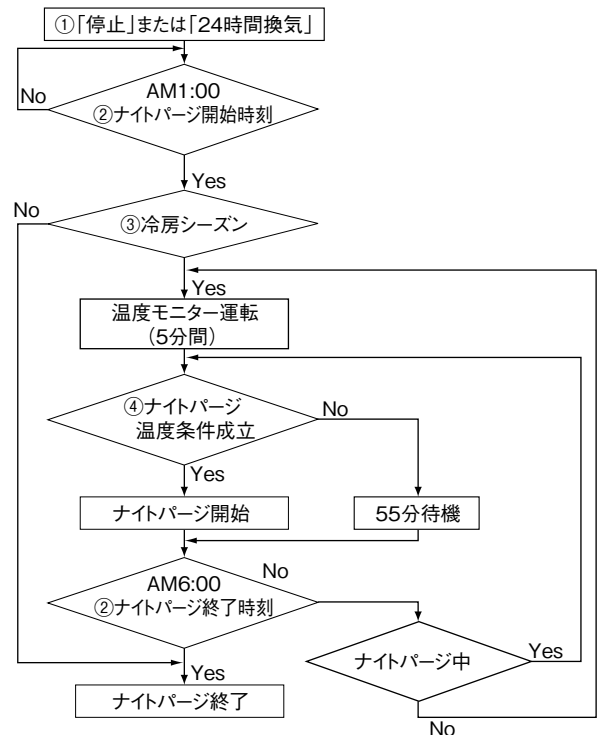 ①「停止」または「24時間換気」
No
AM1:00
②ナイトパージ開始時刻
Yes
No
③冷房シーズン
Yes
温度モニター運転
（5分間）
④ナイトパージ
温度条件成立
No
Yes
ナイトパージ開始
55分待機
AM6:00
②ナイトパージ終了時刻
No
ナイトパージ中
Yes
Yes
ナイトパージ終了
No